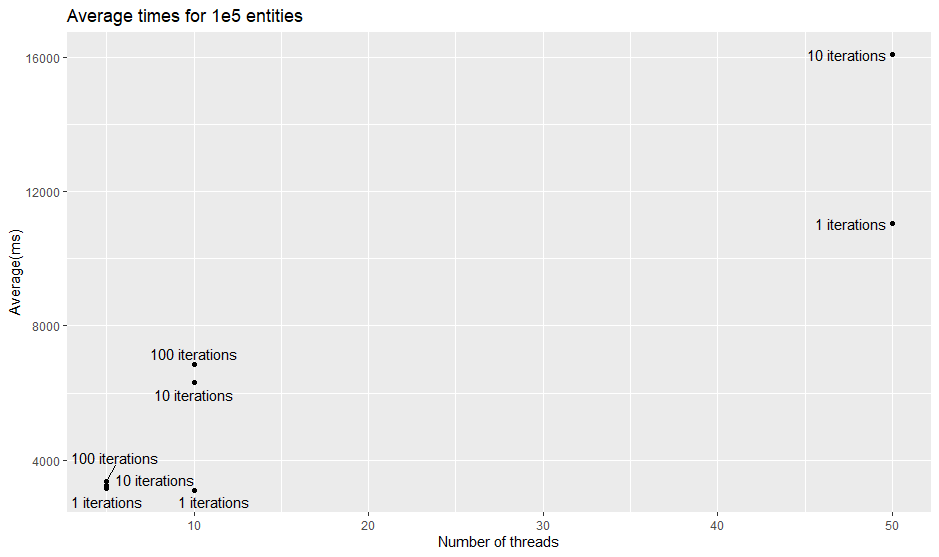 Average times for 1e5 entities
16000
10 iterations
12000
1 iterations
Average(ms)
8000
100 iterations
10 iterations
4000
100 iterations
10 iterations
1 iterations
1 iterations
10
20
30
40
50
Number of threads